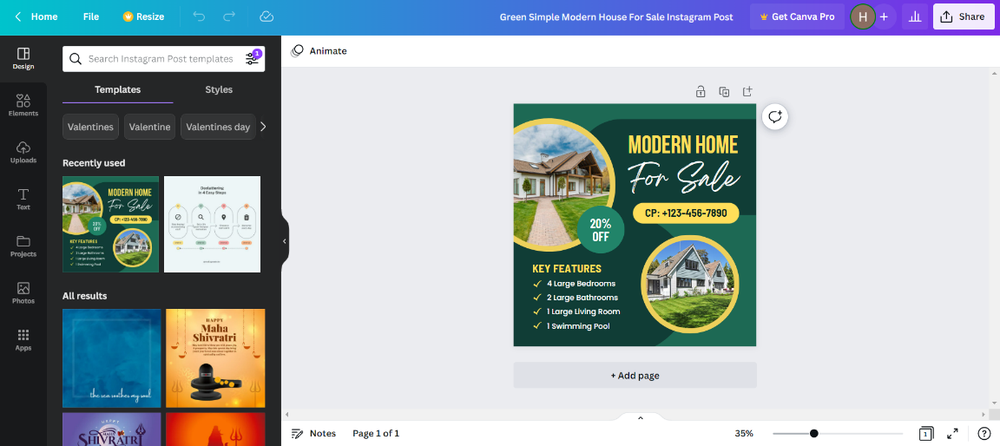 Home
File
Resize
Green Simple Modern House For Sale Instagram Post
Get Canva Pro
H
+
Share
Design
Elements
Uploads
Text
Projects
Photos
Apps
Search Instagram Post templates
1
Templates
Styles
Valentines
Valentine
Valentines day
Recently used
MODERN HOME
For Sale
CP: +123-456-7890
20%
OFF
KEY FEATURES
4 Large Bedrooms
2 Large Bathrooms
1 Large Living Room
1 Swimming Pool
Decluttering
in 4 Easy Steps
All results
the sea soothes my soul
HAPPY
Maha
Shivratri
HAPPY
MAHA
SHIVRATRI
Animate
MODERN HOME
For Sale
CP: +123-456-7890
20%
OFF
KEY FEATURES
4 Large Bedrooms
2 Large Bathrooms
1 Large Living Room
1 Swimming Pool
+ Add page
Notes
Page 1 of 1
35%
1
?